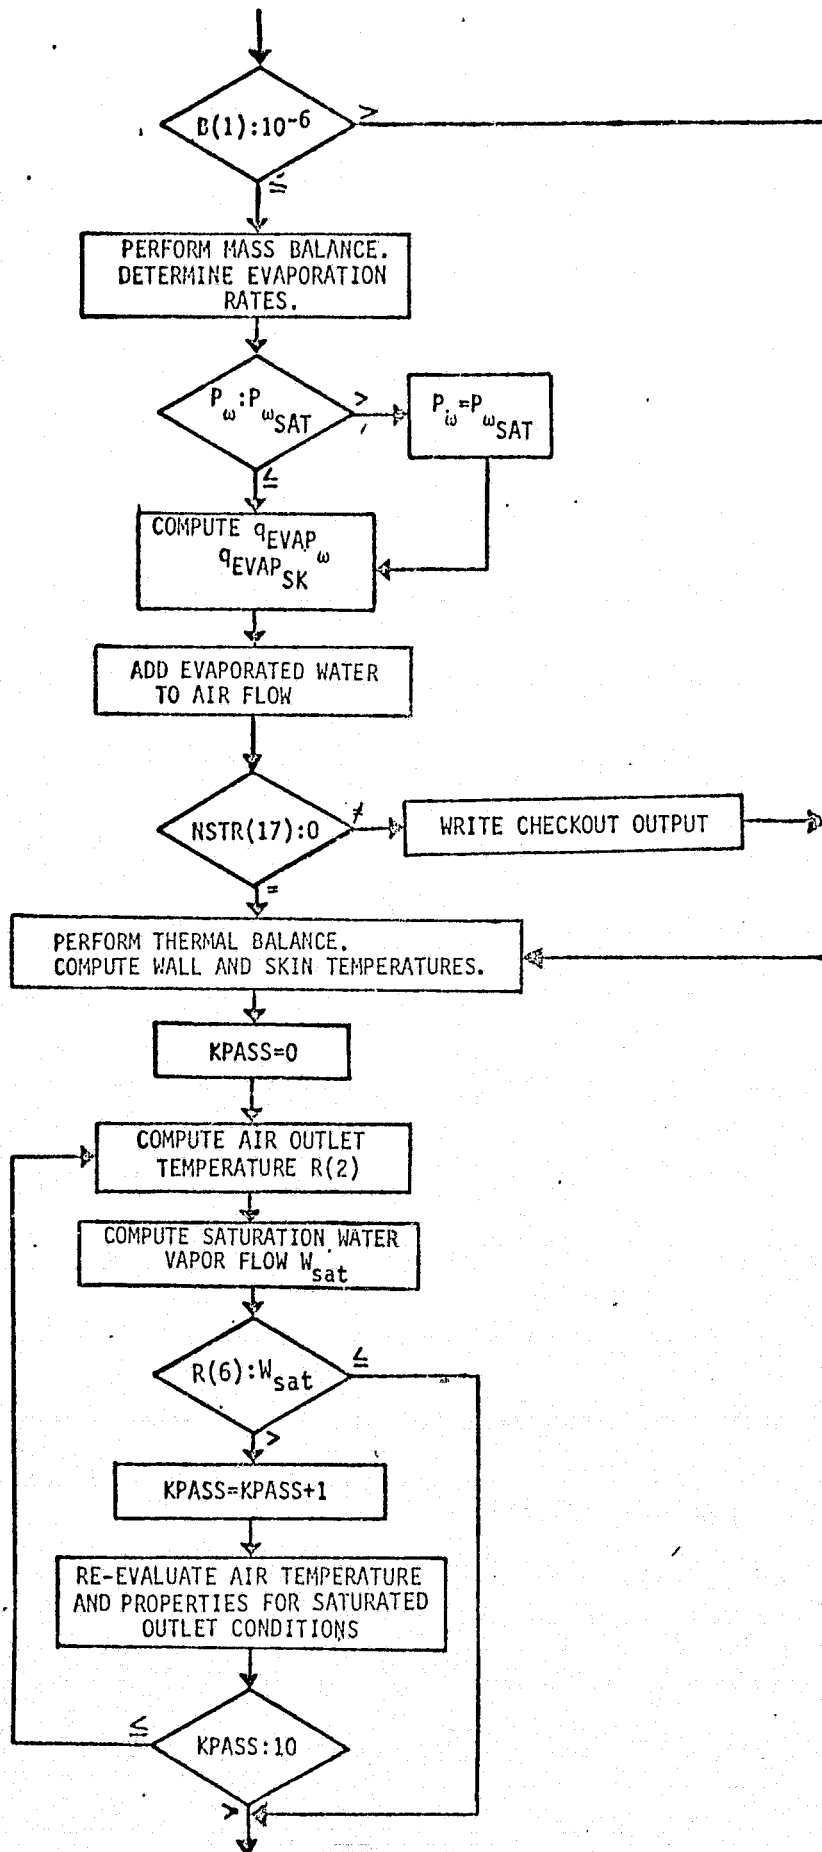 B(1):10⁻⁶
>
≤
PERFORM MASS BALANCE.
DETERMINE EVAPORATION
RATES.
P_ω:P_ω_SAT
>
P_ω=P_ω_SAT
≤
COMPUTE q_EVAP_ω
q_EVAP_SK
ADD EVAPORATED WATER
TO AIR FLOW
NSTR(17):0
≠
WRITE CHECKOUT OUTPUT
=
PERFORM THERMAL BALANCE.
COMPUTE WALL AND SKIN TEMPERATURES.
KPASS=0
COMPUTE AIR OUTLET
TEMPERATURE R(2)
COMPUTE SATURATION WATER
VAPOR FLOW W_sat
R(6):W_sat
≤
>
KPASS=KPASS+1
RE-EVALUATE AIR TEMPERATURE
AND PROPERTIES FOR SATURATED
OUTLET CONDITIONS
≤
KPASS:10
>